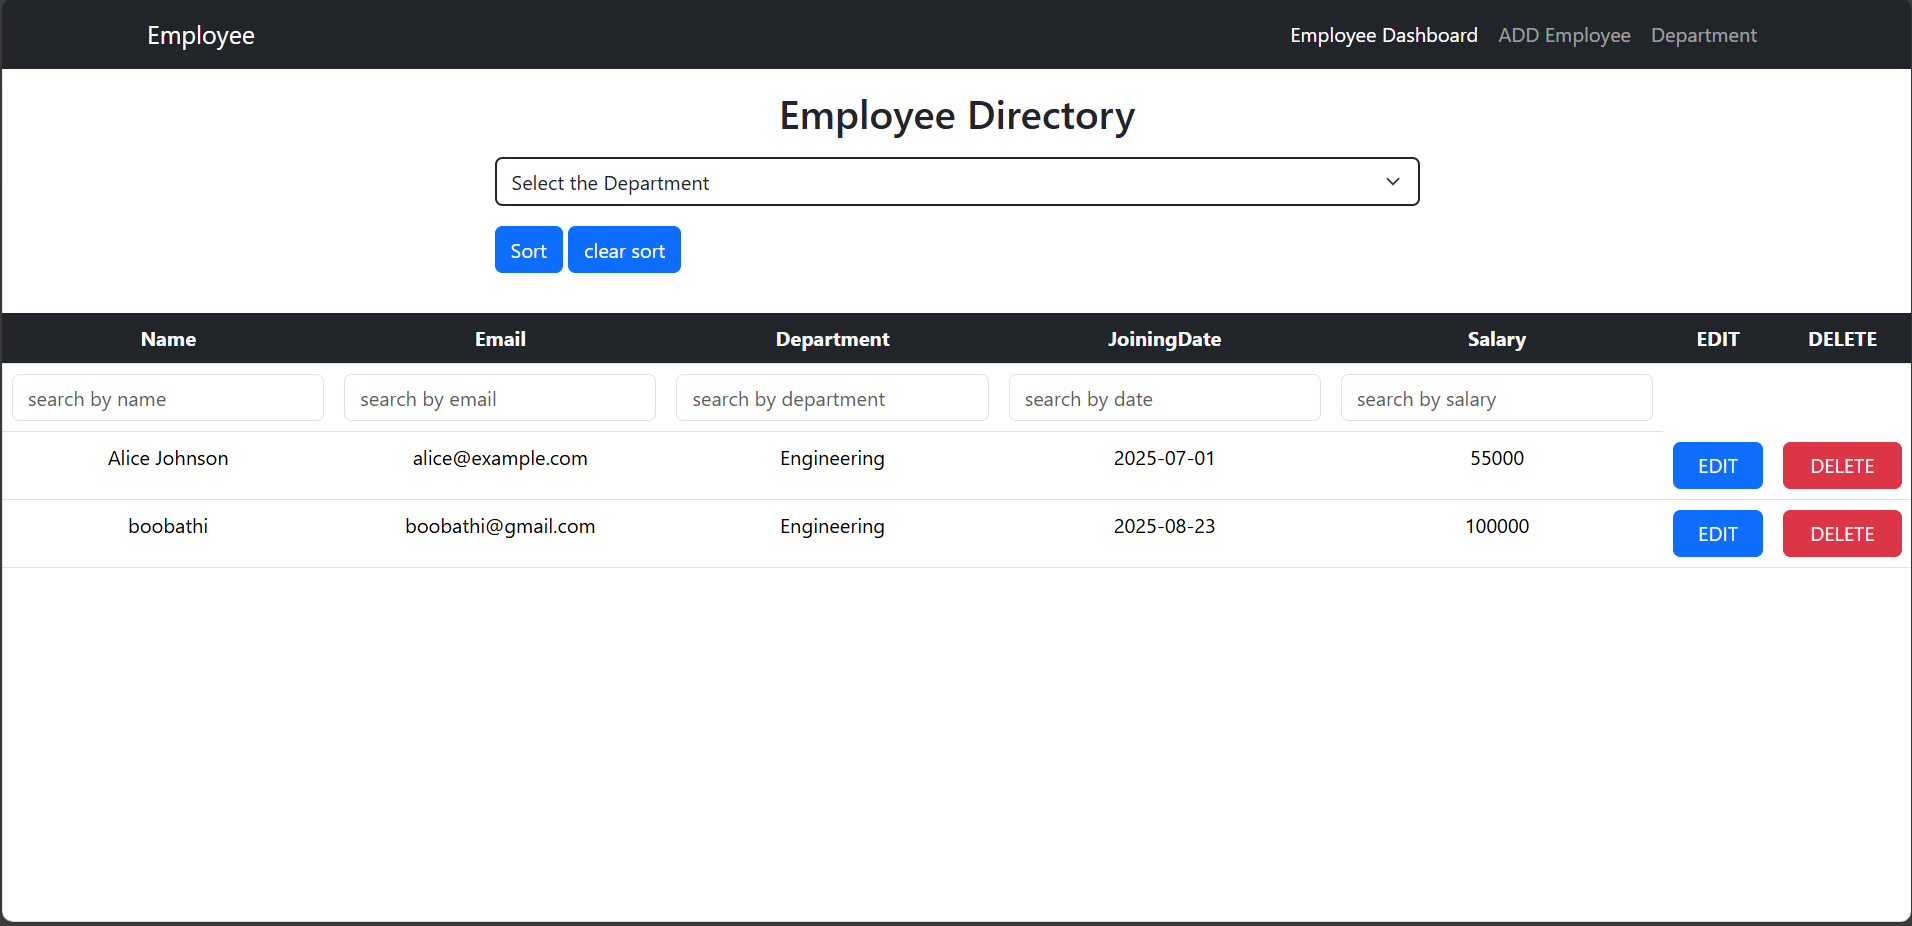 Employee Employee Dashboard ADD Employee Department
Employee Directory
Select the Department
Sort clear sort
Name Email Department JoiningDate Salary EDIT DELETE
search by name search by email search by department search by date search by salary
Alice Johnson alice@example.com Engineering 2025-07-01 55000 EDIT DELETE
boobathi boobathi@gmail.com Engineering 2025-08-23 100000 EDIT DELETE